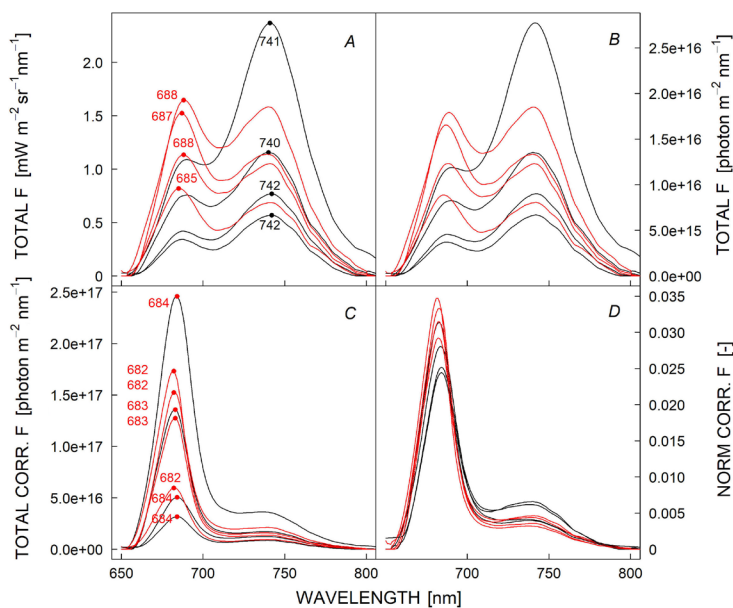 A
B
TOTAL F [mW m⁻² sr⁻¹nm⁻¹]
2.0
1.5
1.0
0.5
0
741
688
687
688
685
740
742
742
2.5e+16
2.0e+16
1.5e+16
1.0e+16
5.0e+15
0.0e+00
TOTAL F [photon m⁻² nm⁻¹]
C
D
TOTAL CORR. F [photon m⁻² nm⁻¹]
2.5e+17
2.0e+17
1.5e+17
1.0e+17
5.0e+16
0.0e+00
684
682
682
683
683
682
684
684
0.035
0.030
0.025
0.020
0.015
0.010
0.005
0
NORM CORR. F [-]
650 700 750 800
700 750 800
WAVELENGTH [nm]